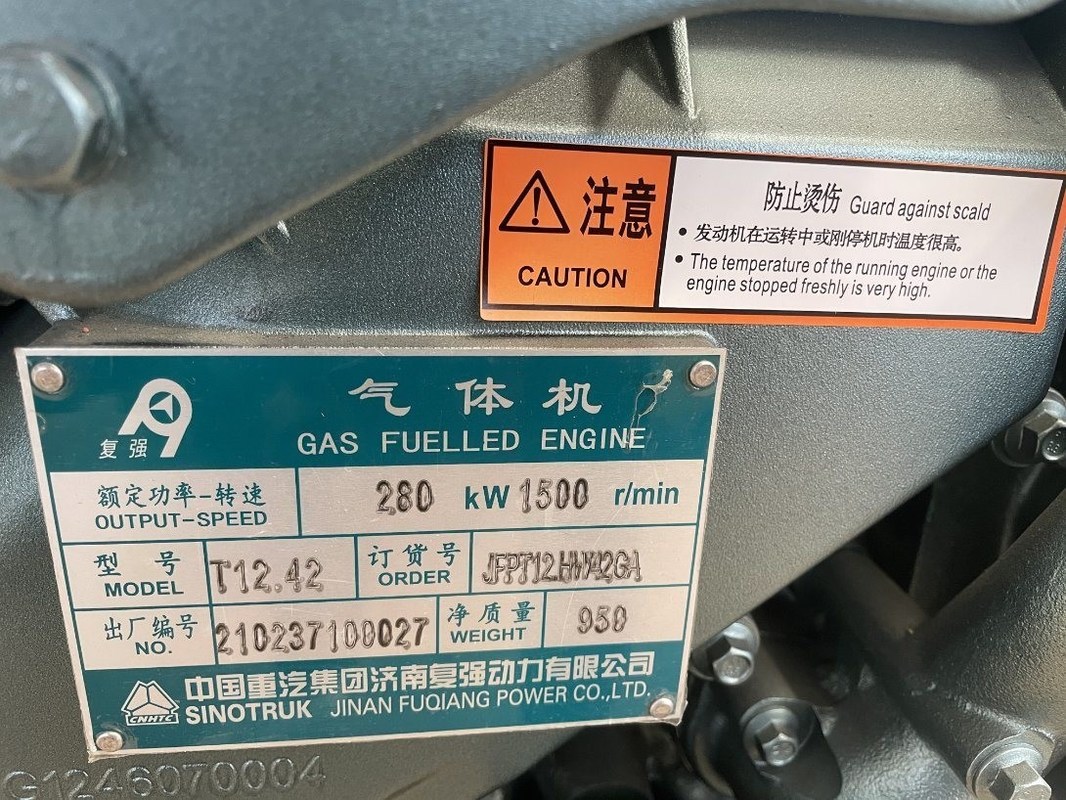 注意
CAUTION
防止烫伤 Guard against scald
• 发动机在运转中或刚停机时温度很高。
• The temperature of the running engine or the
engine stopped freshly is very high.
复强
气体机
GAS FUELLED ENGINE
额定功率-转速 280 kW 1500 r/min
OUTPUT-SPEED
型号 T12.42 订货号
MODEL ORDER
出厂编号 210237100027 净质量 950
NO. WEIGHT
CNHTC
中国重汽集团济南复强动力有限公司
SINOTRUK JINAN FUQIANG POWER CO.,LTD.
G1246070004